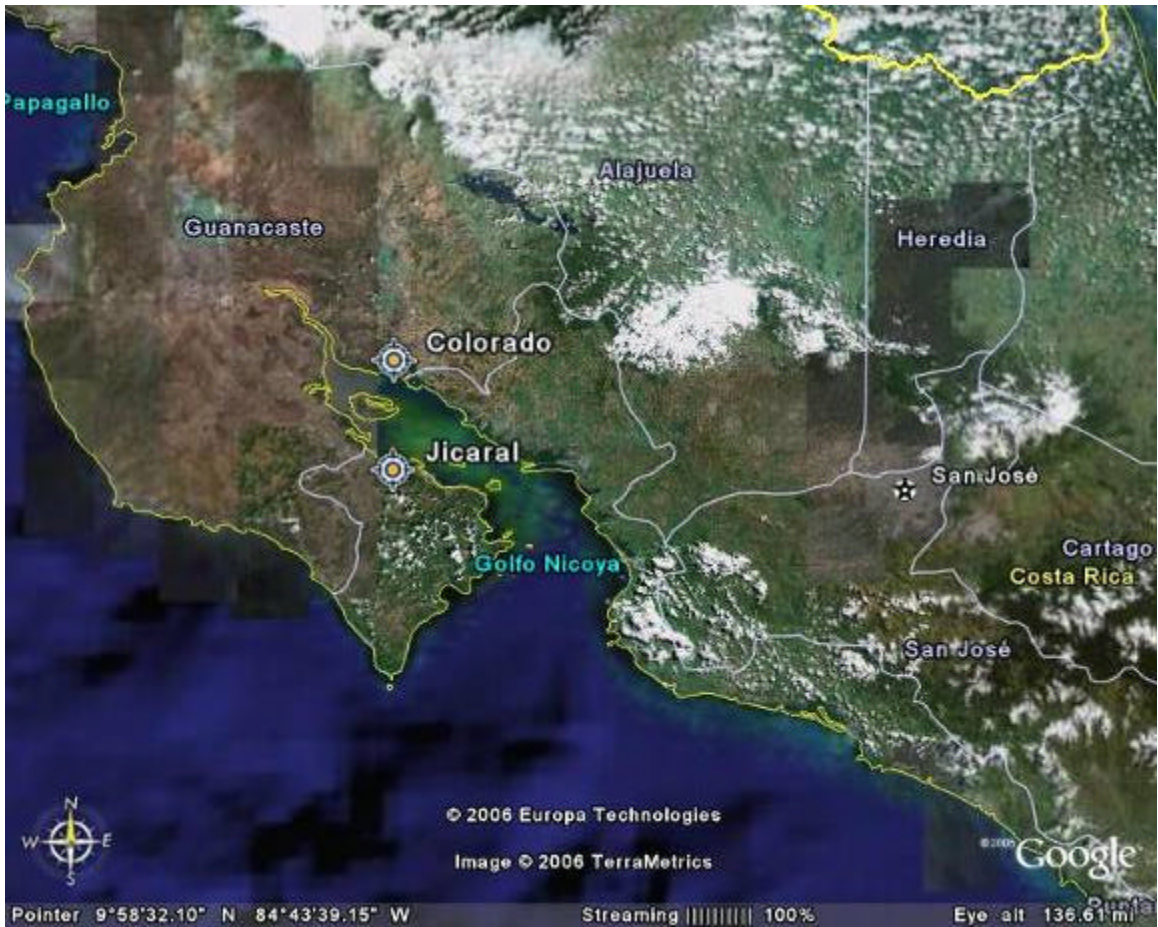 Papagallo
Alajuela
Guanacaste
Heredia
Colorado
Jicaral
San José
Golfo Nicoya
Cartago
Costa Rica
San José
N
W E
S
© 2006 Europa Technologies
Image © 2006 TerraMetrics
©2005 Google
Pointer 9°58'32.10" N 84°43'39.15" W Streaming |||||||||| 100% Eye alt 136.61 mi